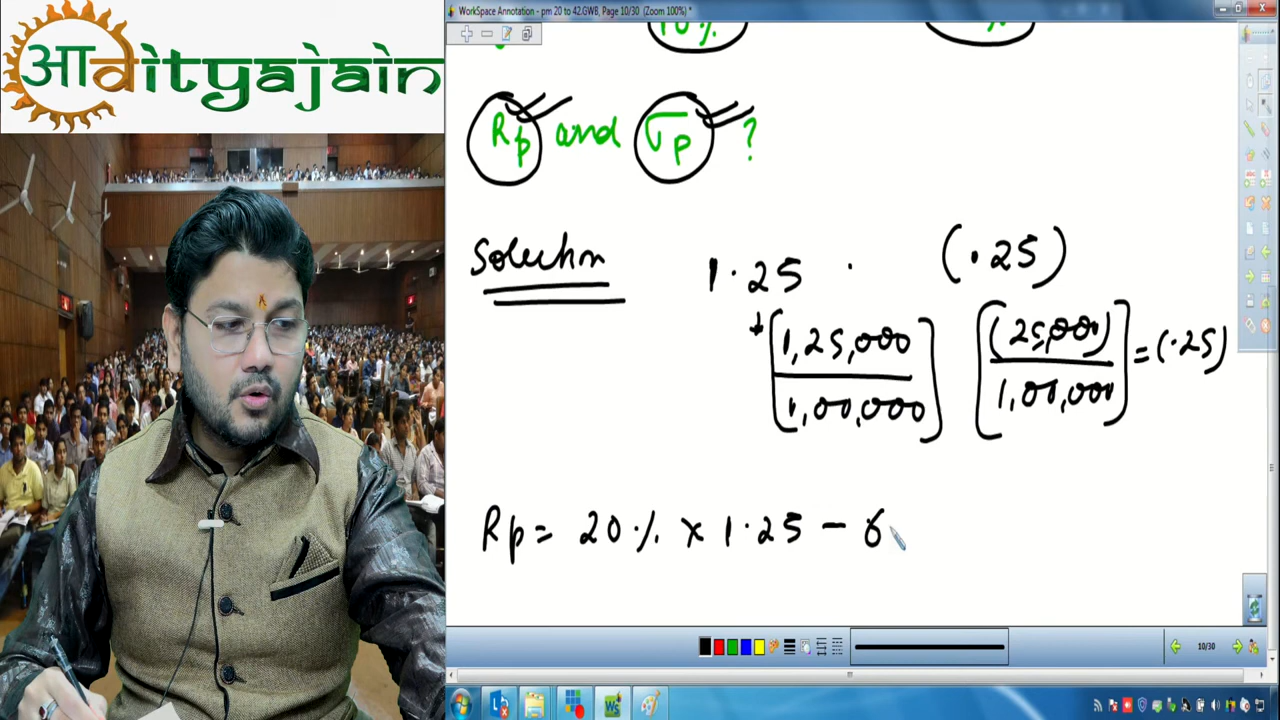 आdityajain
WorkSpace Annotation - pm 20 to 42.GWB, Page 10/30 (Zoom 100%) *
10%
Rp and σp ?
Solution 1.25 (.25)
+[1,25,000 / 1,00,000] [(25,000) / 1,00,000] = (.25)
Rp = 20% × 1.25 - 6
10/30